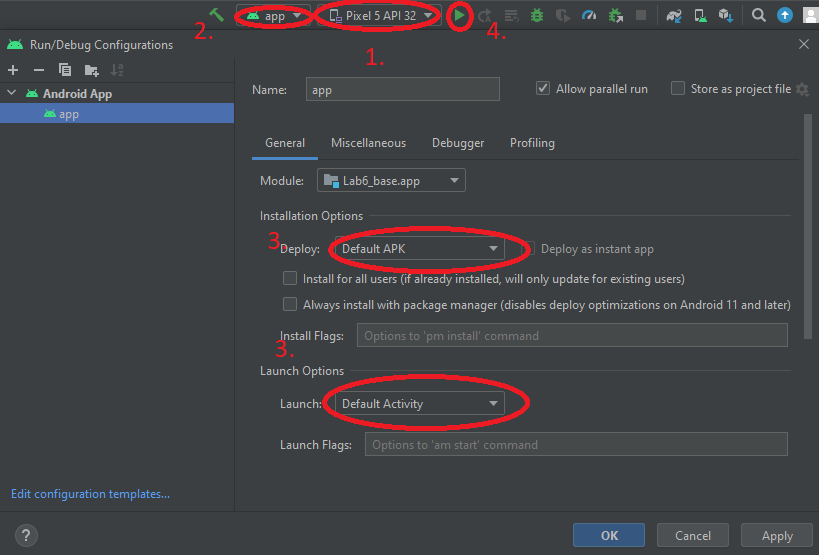 2. app Pixel 5 API 32 4.
1.
Run/Debug Configurations
Android App
app
Name: app Allow parallel run Store as project file
General Miscellaneous Debugger Profiling
Module: Lab6_base.app
Installation Options
3. Deploy: Default APK Deploy as instant app
Install for all users (if already installed, will only update for existing users)
Always install with package manager (disables deploy optimizations on Android 11 and later)
Install Flags: Options to 'pm install' command
3.
Launch Options
Launch: Default Activity
Launch Flags: Options to 'am start' command
Edit configuration templates...
? OK Cancel Apply